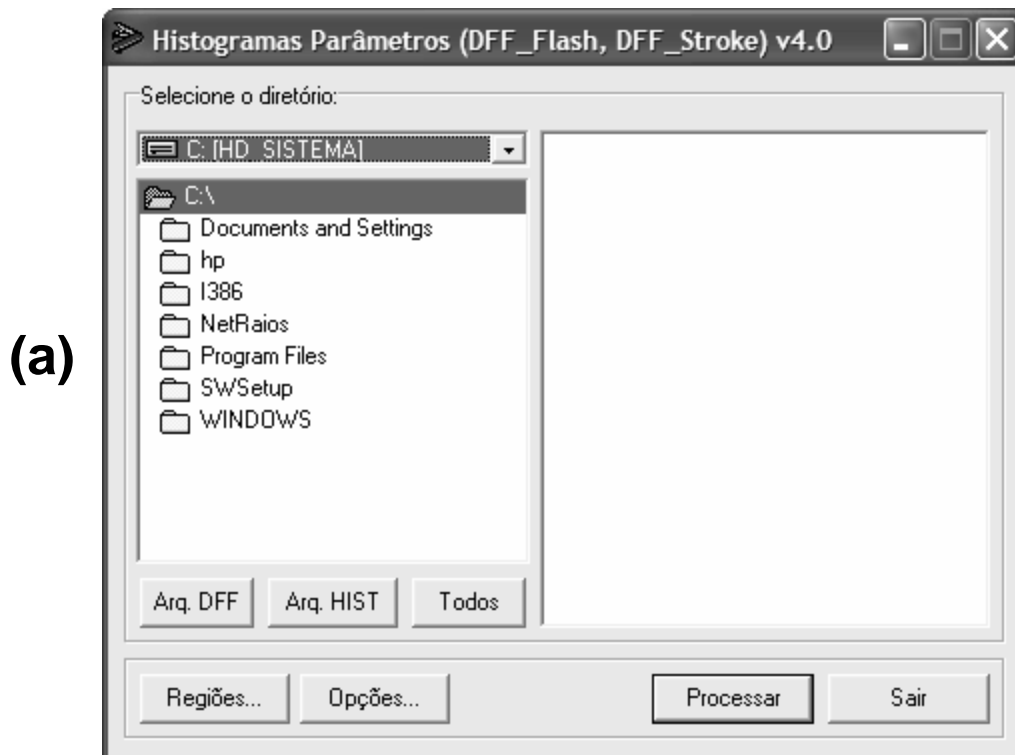 Histogramas Parâmetros (DFF_Flash, DFF_Stroke) v4.0
Selecione o diretório:
C: [HD_SISTEMA]
C:\
Documents and Settings
hp
I386
NetRaios
Program Files
SWSetup
WINDOWS
(a)
Arq. DFF
Arq. HIST
Todos
Regiões...
Opções...
Processar
Sair